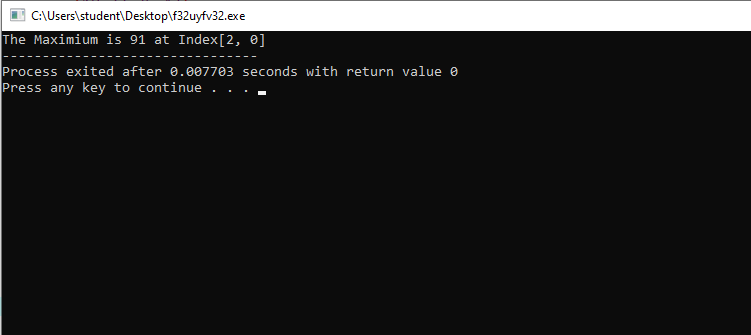 C:\Users\student\Desktop\f32uyfv32.exe
The Maximium is 91 at Index[2, 0]
--------------------------------
Process exited after 0.007703 seconds with return value 0
Press any key to continue . . .